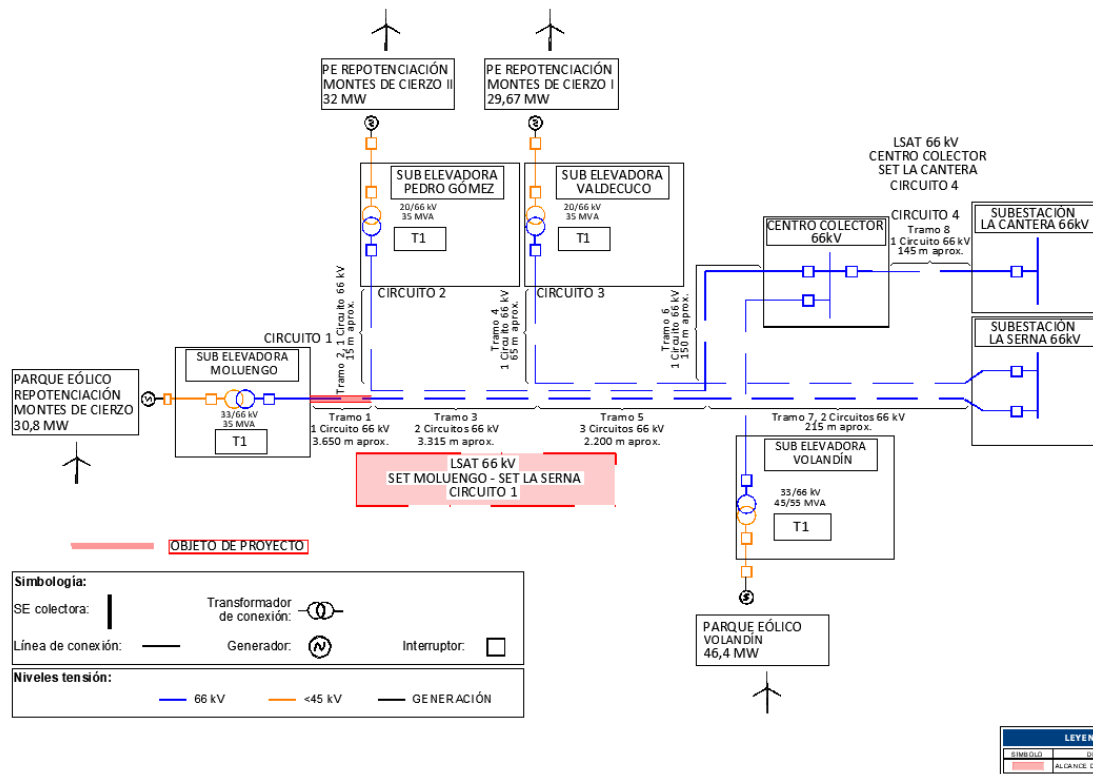 PE REPOTENCIACIÓN
MONTES DE CIERZO II
32 MW
PE REPOTENCIACIÓN
MONTES DE CIERZO I
29,67 MW
SUB ELEVADORA
PEDRO GÓMEZ
20/66 kV
35 MVA
T1
SUB ELEVADORA
VALDECUCO
20/66 kV
35 MVA
T1
LSAT 66 kV
CENTRO COLECTOR
SET LA CANTERA
CIRCUITO 4
CIRCUITO 4
Tramo 8
1 Circuito 66 kV
145 m aprox.
CENTRO COLECTOR
66kV
SUBESTACIÓN
LA CANTERA 66kV
SUBESTACIÓN
LA SERNA 66kV
CIRCUITO 1
CIRCUITO 2
CIRCUITO 3
Tramo 2, 1 Circuito 66 kV
15 m aprox.
Tramo 4
1 Circuito 66 kV
65 m aprox.
Tramo 6
1 Circuito 66 kV
150 m aprox.
PARQUE EÓLICO
REPOTENCIACIÓN
MONTES DE CIERZO
30,8 MW
SUB ELEVADORA
MOLUENGO
33/66 kV
35 MVA
T1
Tramo 1
1 Circuito 66 kV
3.650 m aprox.
Tramo 3
2 Circuitos 66 kV
3.315 m aprox.
Tramo 5
3 Circuitos 66 kV
2.200 m aprox.
Tramo 7, 2 Circuitos 66 kV
215 m aprox.
LSAT 66 kV
SET MOLUENGO - SET LA SERNA
CIRCUITO 1
SUB ELEVADORA
VOLANDÍN
33/66 kV
45/55 MVA
T1
PARQUE EÓLICO
VOLANDÍN
46,4 MW
OBJETO DE PROYECTO
Simbología:
SE colectora:
Transformador
de conexión:
Línea de conexión:
Generador:
Interruptor:
Niveles tensión:
66 kV
<45 kV
GENERACIÓN
LEYEN
SÍMBOLO
ALCANCE D